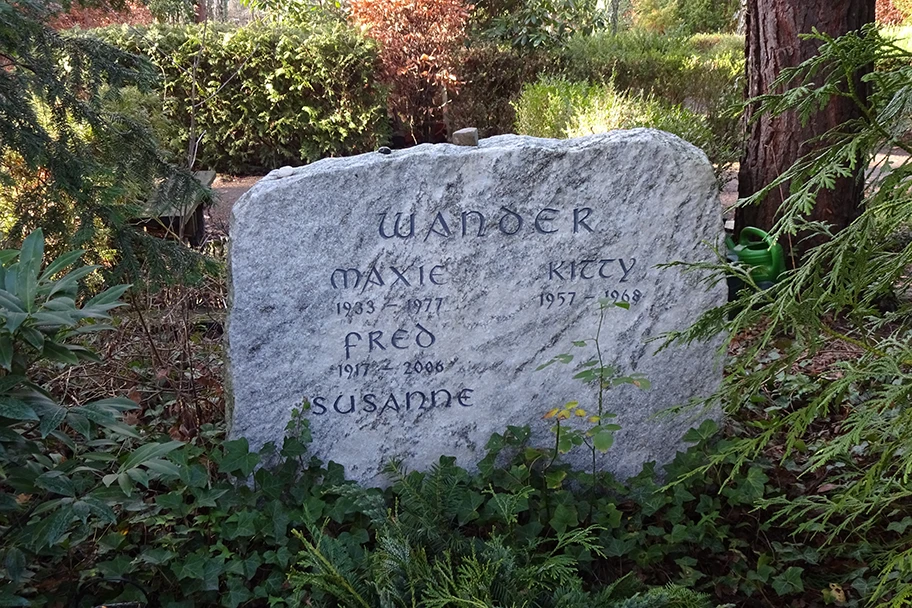 WANDER
MAXIE KITTY
1933 – 1977 1957 – 1968
FRED
1917 – 2006
SUSANNE